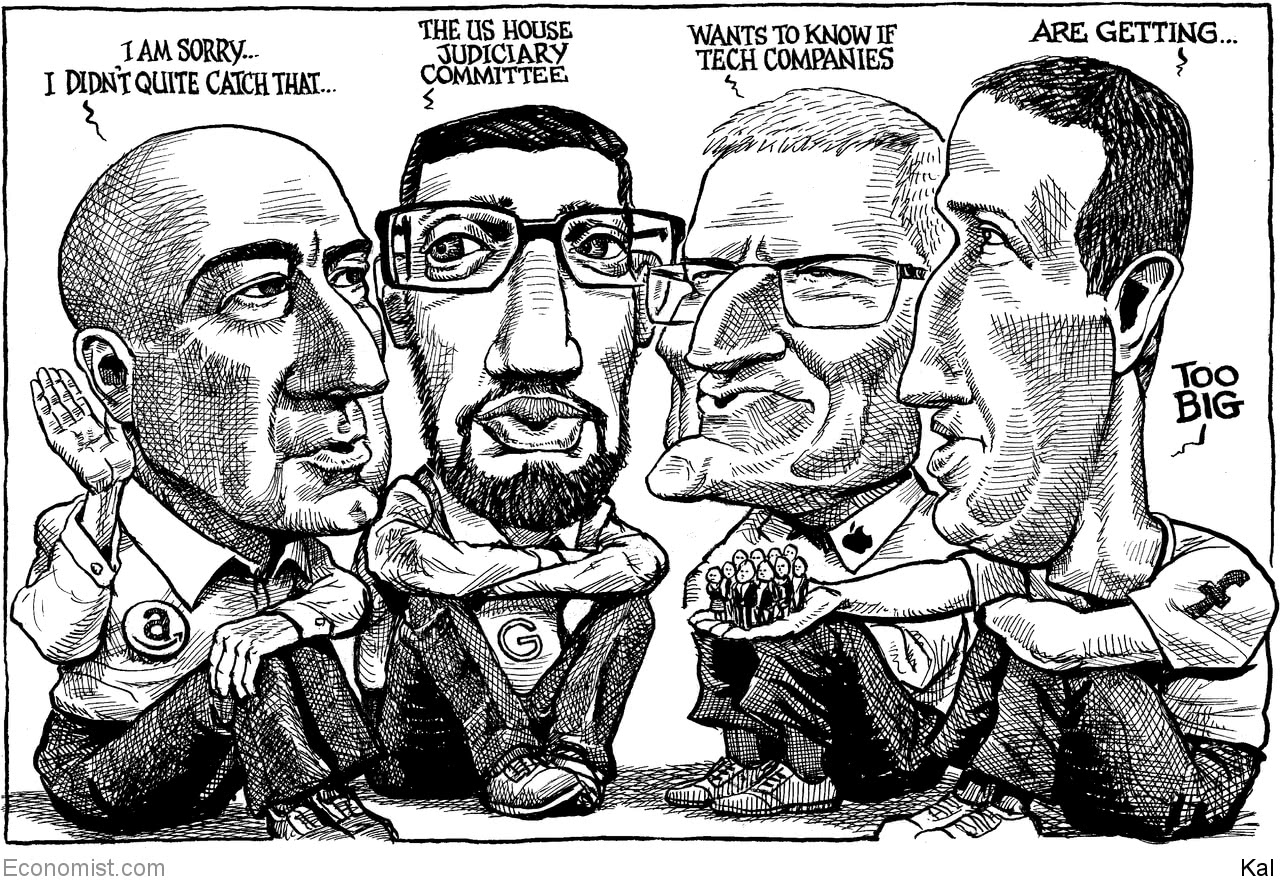 I AM SORRY...
I DIDN'T QUITE CATCH THAT...
THE US HOUSE
JUDICIARY
COMMITTEE
WANTS TO KNOW IF
TECH COMPANIES
ARE GETTING...
TOO
BIG
a
G
f
Economist.com
Kal